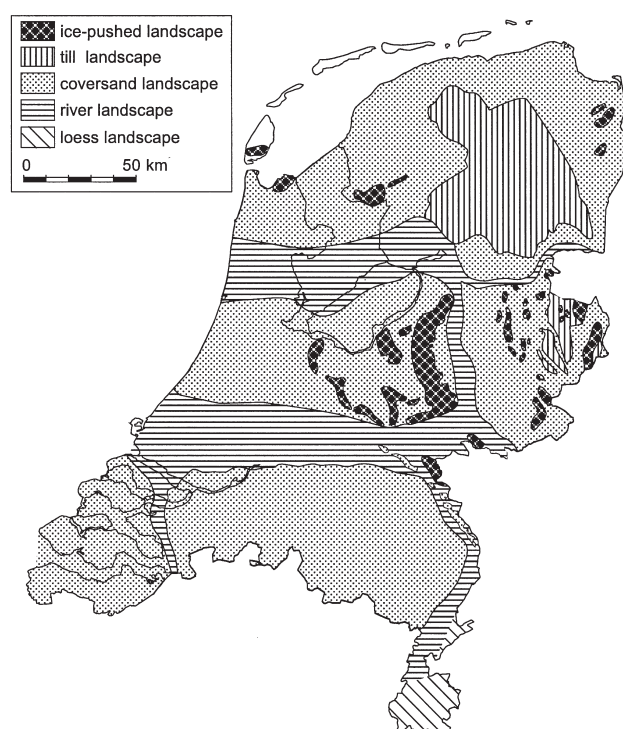 ice-pushed landscape
till landscape
coversand landscape
river landscape
loess landscape
0 50 km